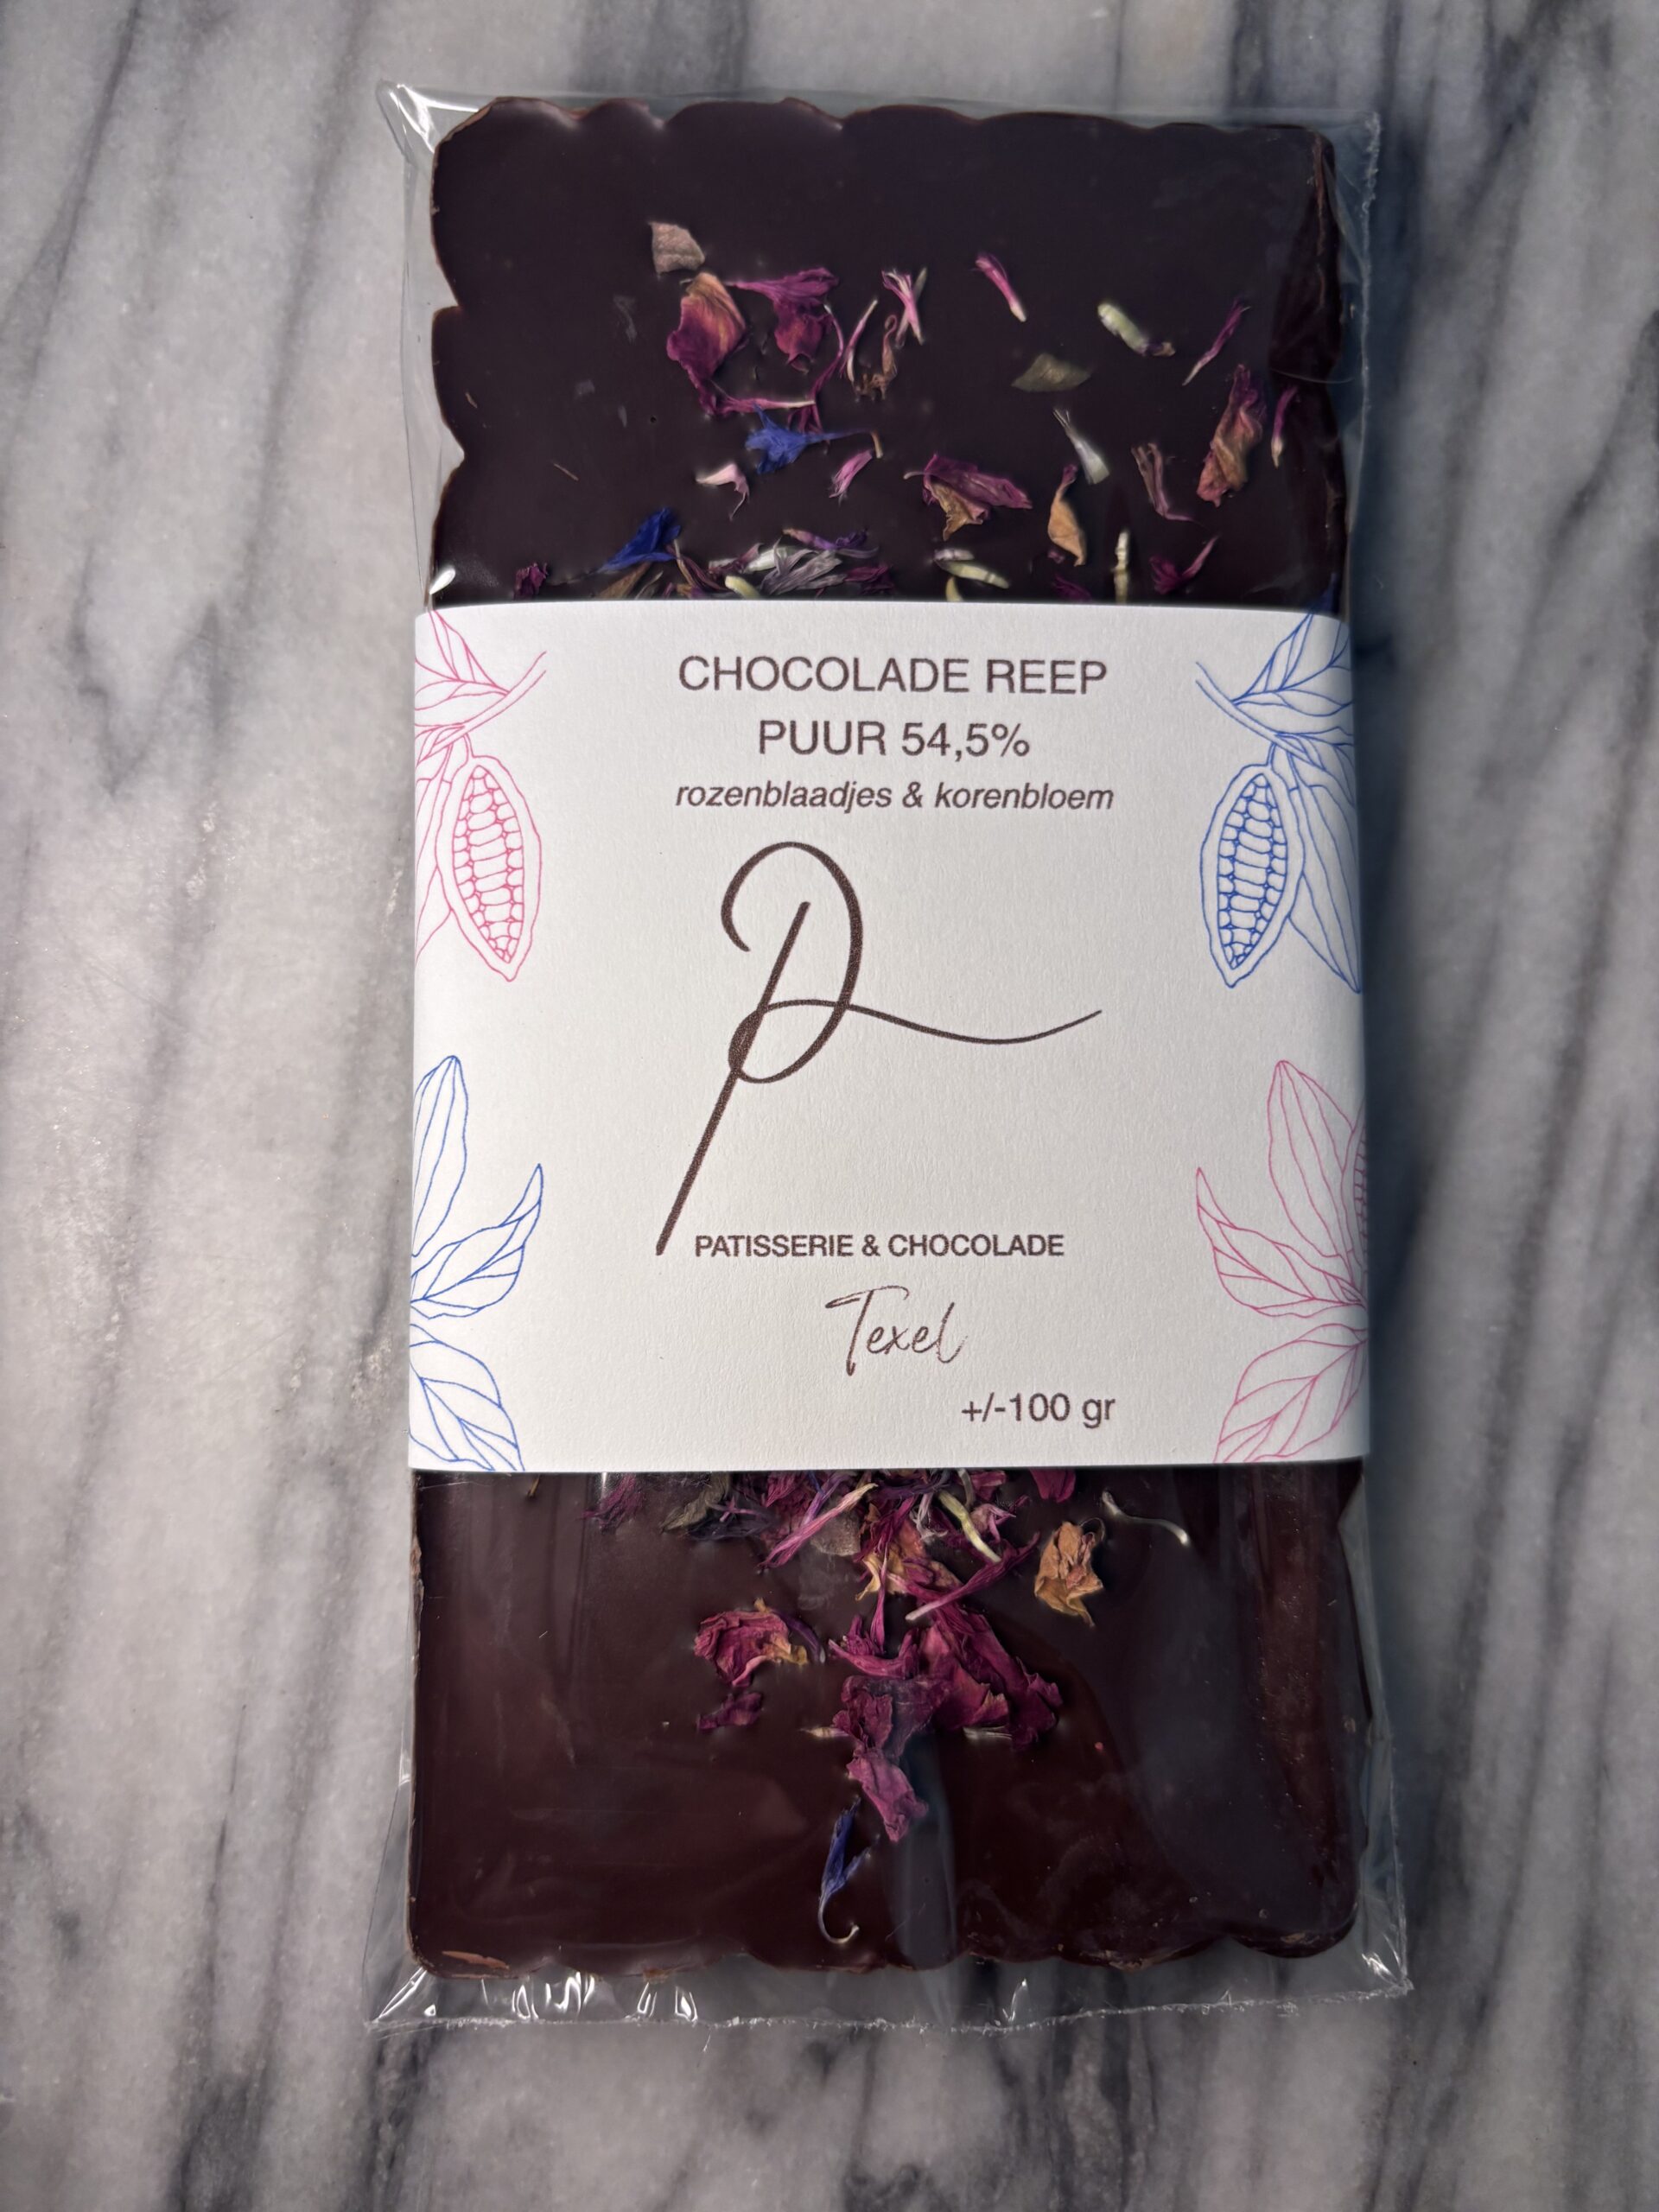 CHOCOLADE REEP
PUUR 54,5%
rozenblaadjes & korenbloem
P
PATISSERIE & CHOCOLADE
Texel
+/-100 gr